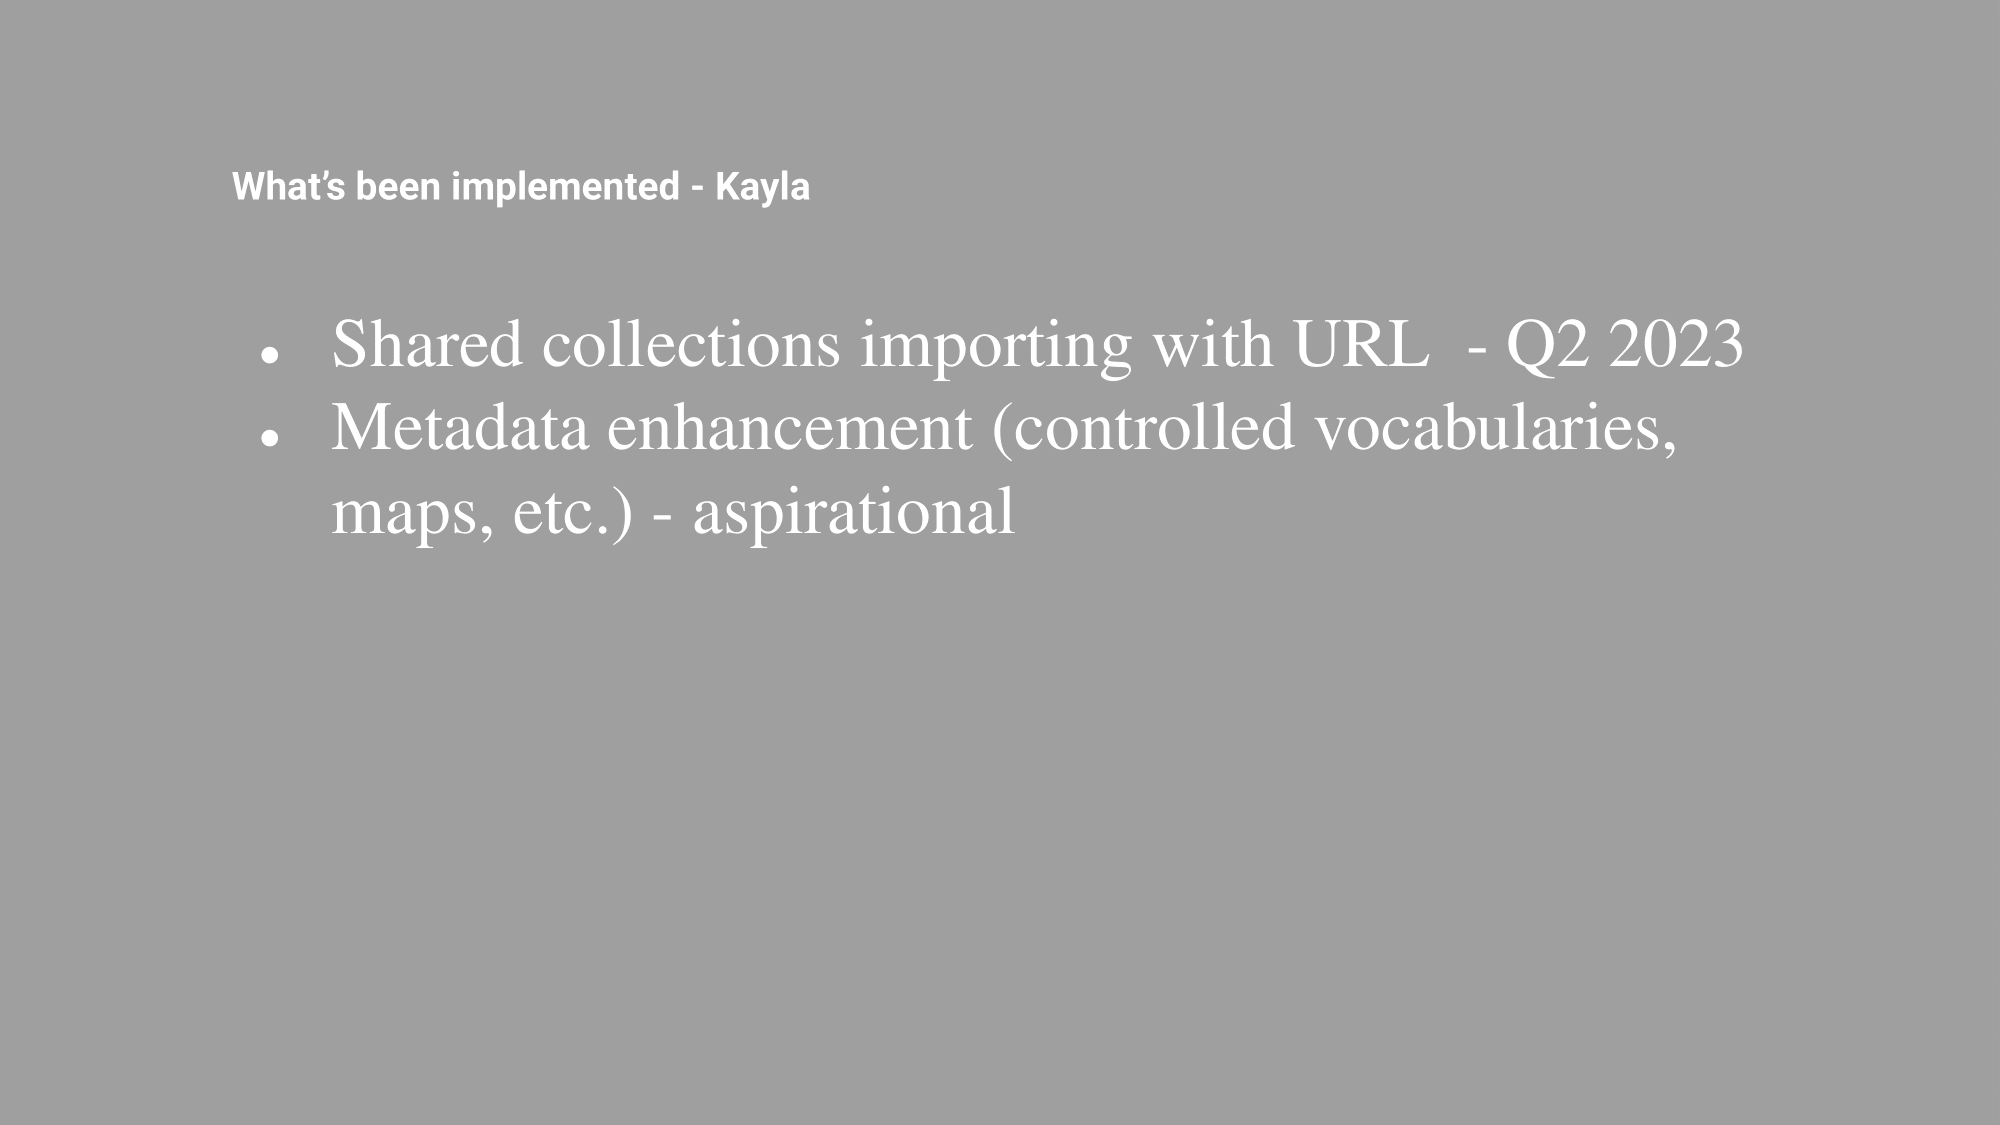 What’s been implemented - Kayla
● Shared collections importing with URL  - Q2 2023
● Metadata enhancement (controlled vocabularies,
maps, etc.) - aspirational